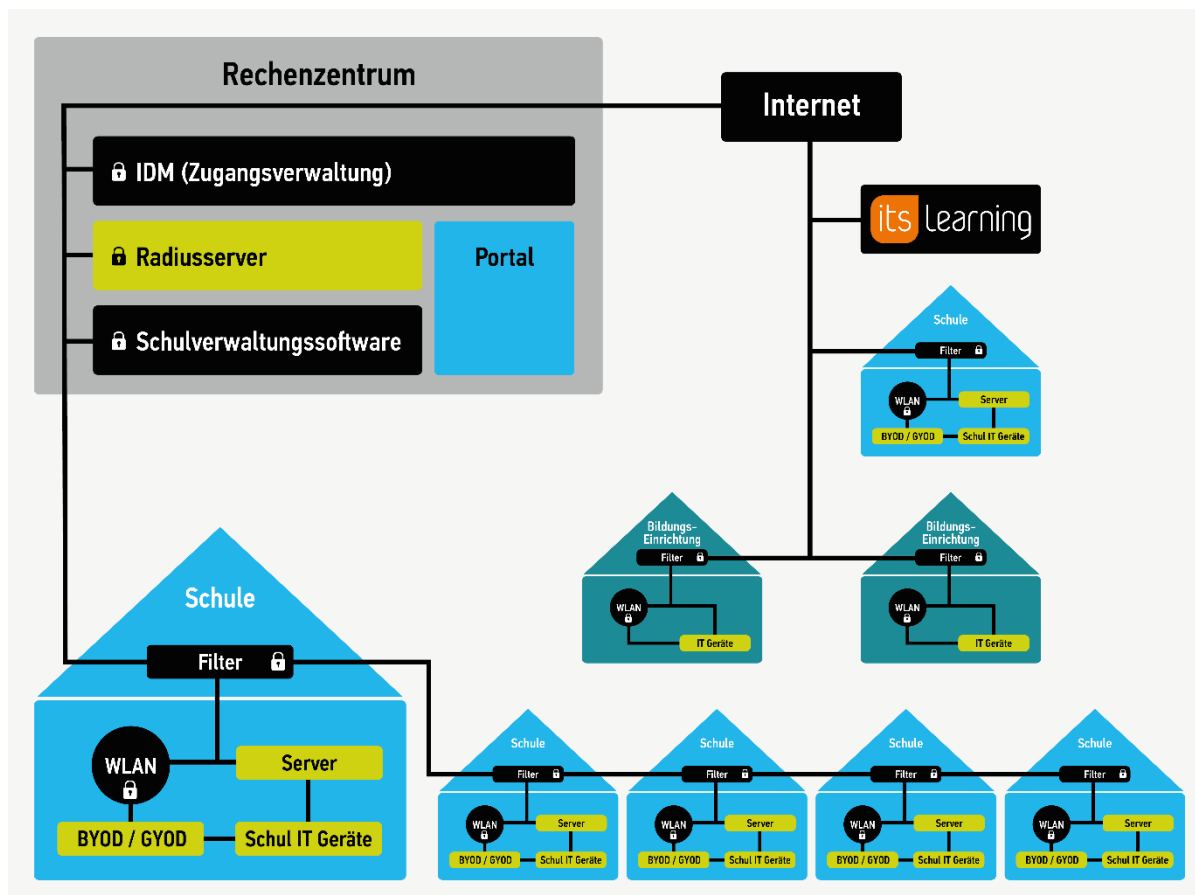 Rechenzentrum
Internet
IDM (Zugangsverwaltung)
its Learning
Radiusserver
Portal
Schulverwaltungssoftware
Schule
Filter
WLAN
Server
BYOD / GYOD
Schul IT Geräte
Bildungs-
Einrichtung
Filter
WLAN
IT Geräte
Bildungs-
Einrichtung
Filter
WLAN
IT Geräte
Schule
Filter
WLAN
Server
BYOD / GYOD
Schul IT Geräte
Schule
Filter
WLAN
Server
BYOD / GYOD
Schul IT Geräte
Schule
Filter
WLAN
Server
BYOD / GYOD
Schul IT Geräte
Schule
Filter
WLAN
Server
BYOD / GYOD
Schul IT Geräte
Schule
Filter
WLAN
Server
BYOD / GYOD
Schul IT Geräte